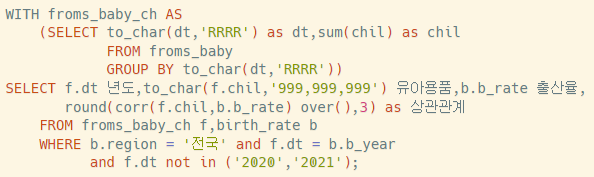 WITH froms_baby_ch AS
(SELECT to_char(dt,'RRRR') as dt,sum(chil) as chil
FROM froms_baby
GROUP BY to_char(dt,'RRRR'))
SELECT f.dt 년도,to_char(f.chil,'999,999,999') 유아용품,b.b_rate 출산율,
round(corr(f.chil,b.b_rate) over(),3) as 상관관계
FROM froms_baby_ch f,birth_rate b
WHERE b.region = '전국' and f.dt = b.b_year
and f.dt not in ('2020','2021');